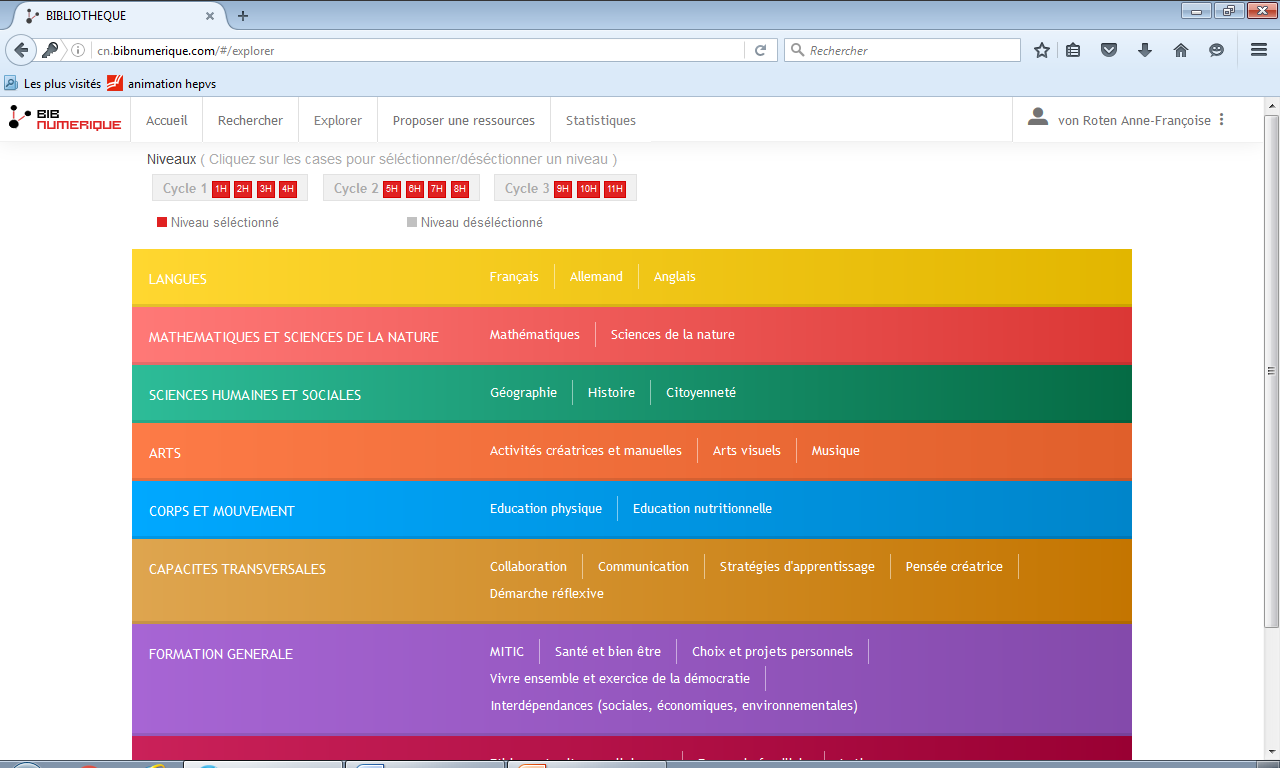 BIBLIOTHEQUE
cn.bibnumerique.com/#/explorer
Rechercher
Les plus visités animation hepvs
BIB NUMERIQUE
Accueil Rechercher Explorer Proposer une ressources Statistiques von Roten Anne-Françoise
Niveaux ( Cliquez sur les cases pour séléctionner/déséctionner un niveau )
Cycle 1 1H 2H 3H 4H Cycle 2 5H 6H 7H 8H Cycle 3 9H 10H 11H
Niveau séléctionné Niveau déséléctionné
LANGUES Français Allemand Anglais
MATHEMATIQUES ET SCIENCES DE LA NATURE Mathématiques Sciences de la nature
SCIENCES HUMAINES ET SOCIALES Géographie Histoire Citoyenneté
ARTS Activités créatrices et manuelles Arts visuels Musique
CORPS ET MOUVEMENT Education physique Education nutritionnelle
CAPACITES TRANSVERSALES Collaboration Communication Stratégies d'apprentissage Pensée créatrice
Démarche réflexive
FORMATION GENERALE MITIC Santé et bien être Choix et projets personnels
Vivre ensemble et exercice de la démocratie
Interdépendances (sociales, économiques, environnementales)